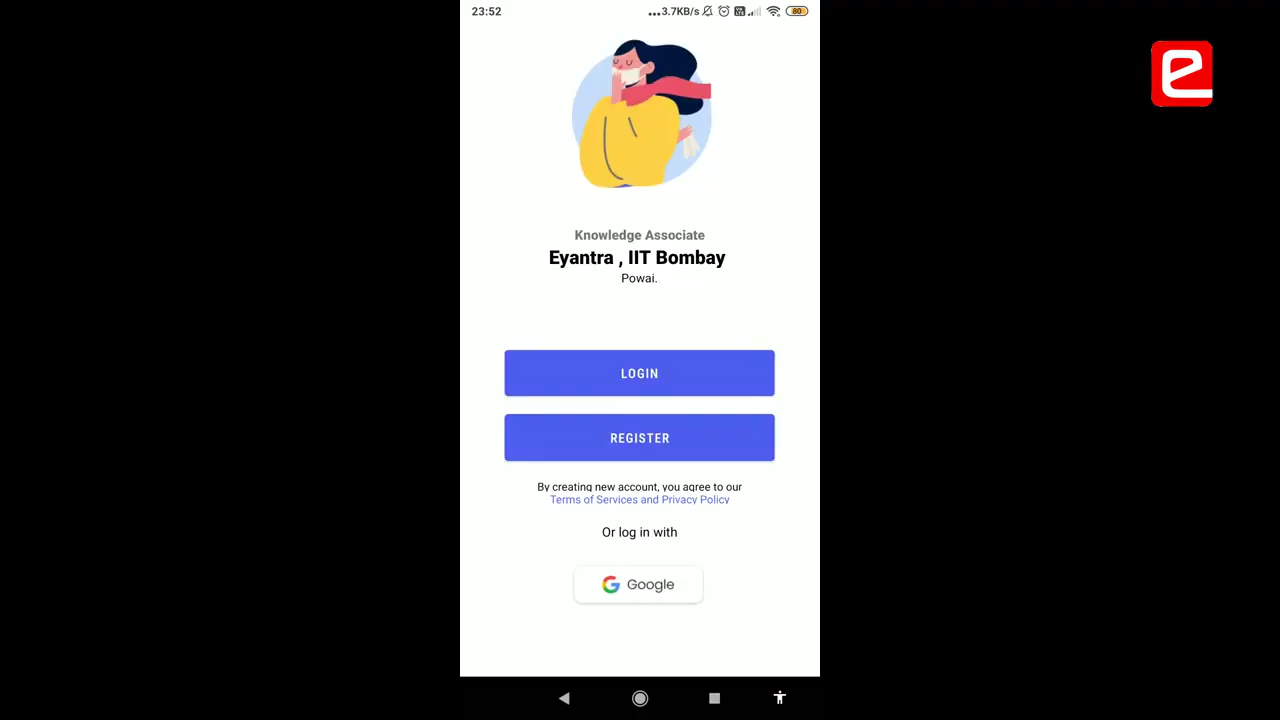 23:52
...3.7KB/s
80
Knowledge Associate
Eyantra , IIT Bombay
Powai.
LOGIN
REGISTER
By creating new account, you agree to our
Terms of Services and Privacy Policy
Or log in with
Google